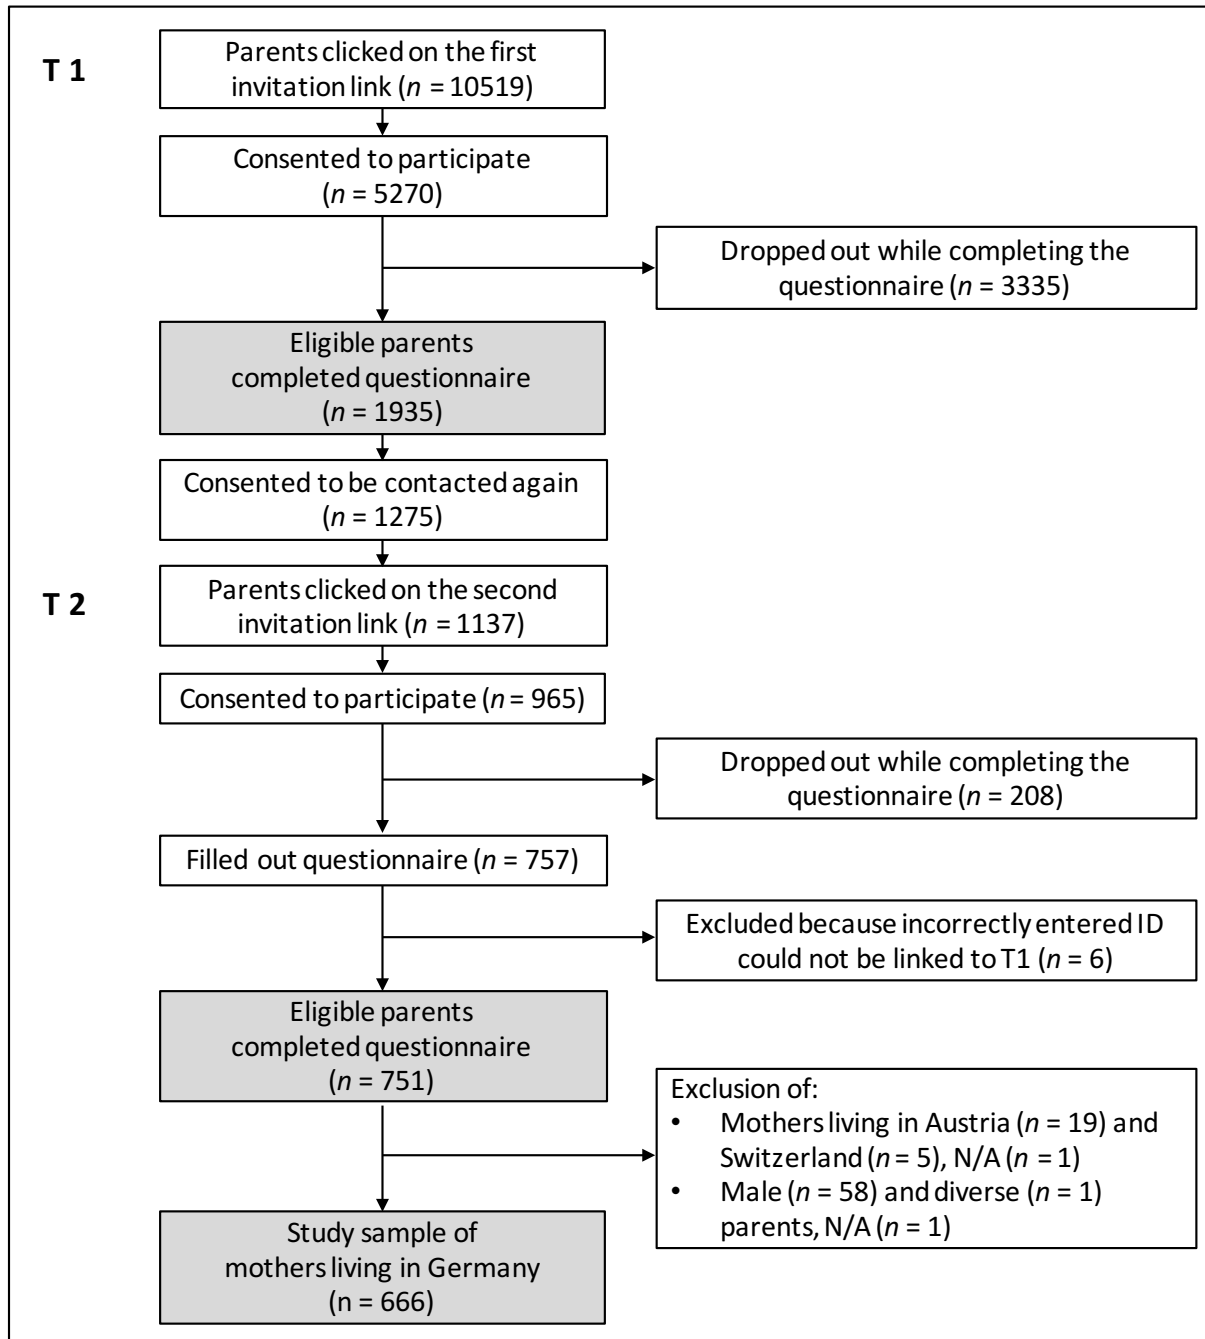 T 1
Parents clicked on the first
invitation link (n = 10519)
Consented to participate
(n = 5270)
Dropped out while completing the
questionnaire (n = 3335)
Eligible parents
completed questionnaire
(n = 1935)
Consented to be contacted again
(n = 1275)
T 2
Parents clicked on the second
invitation link (n = 1137)
Consented to participate (n = 965)
Dropped out while completing the
questionnaire (n = 208)
Filled out questionnaire (n = 757)
Excluded because incorrectly entered ID
could not be linked to T1 (n = 6)
Eligible parents
completed questionnaire
(n = 751)
Exclusion of:
• Mothers living in Austria (n = 19) and
Switzerland (n = 5), N/A (n = 1)
• Male (n = 58) and diverse (n = 1)
parents, N/A (n = 1)
Study sample of
mothers living in Germany
(n = 666)